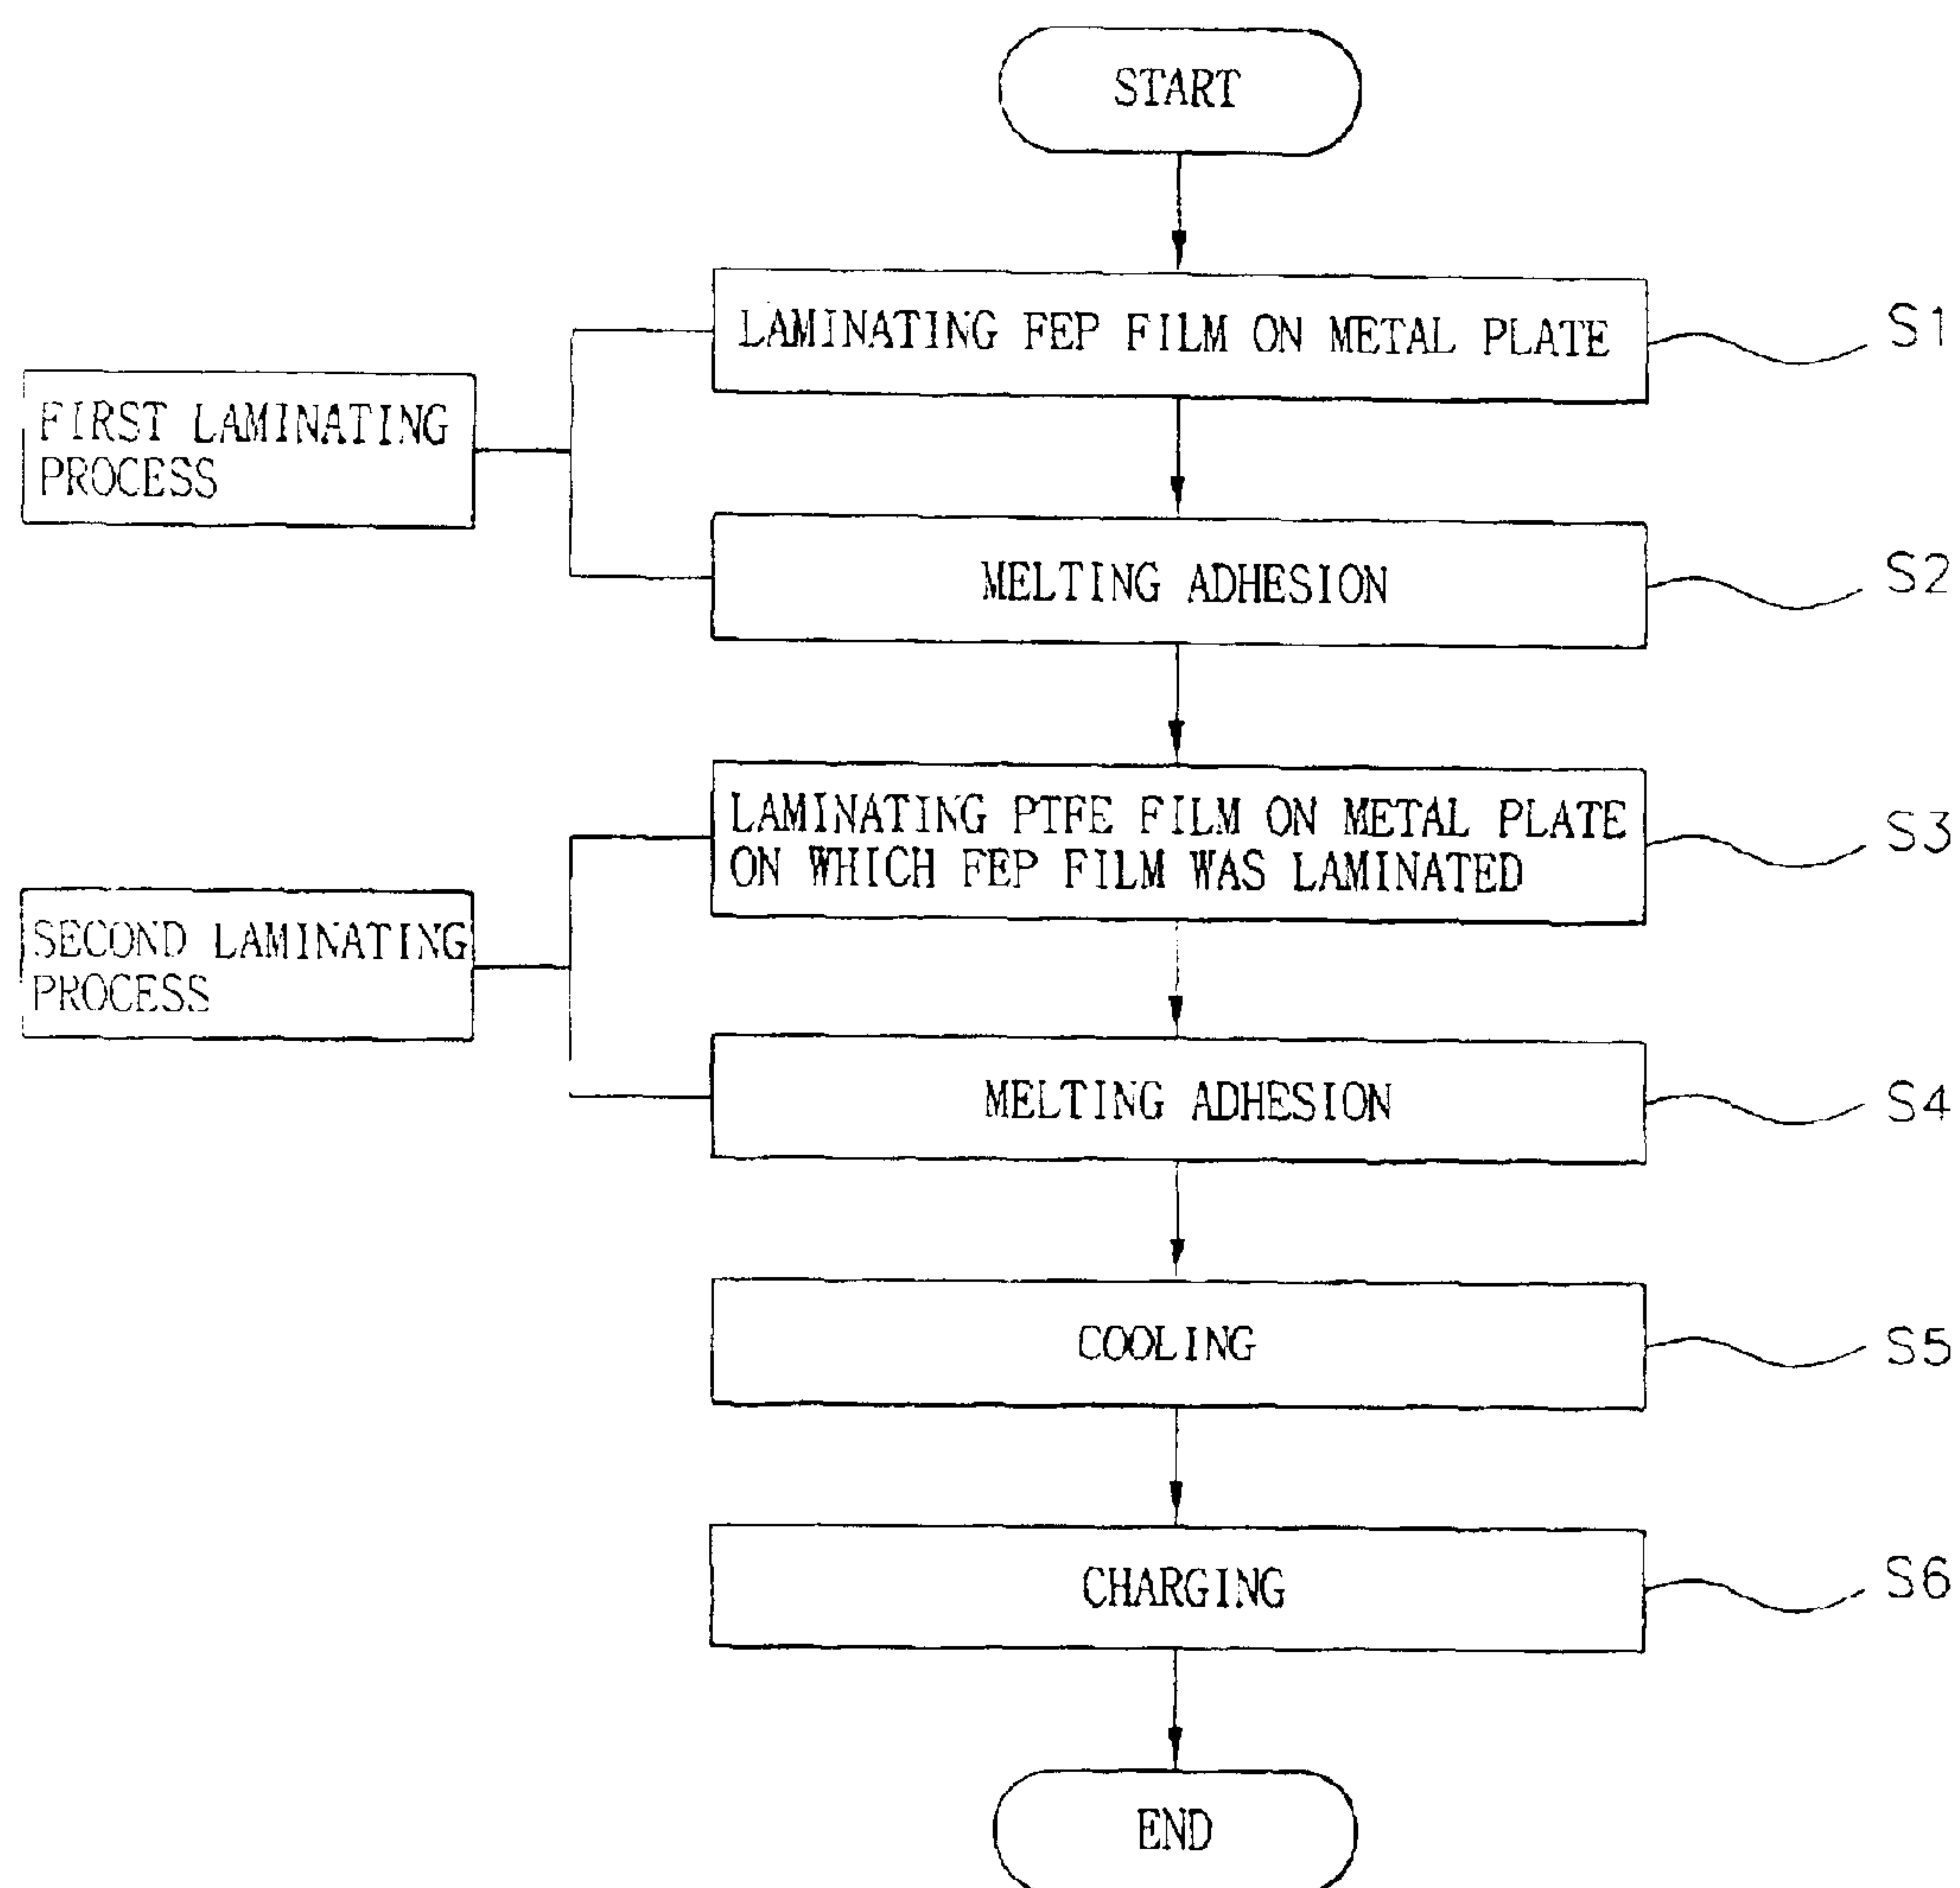 START
LAMINATING FEP FILM ON METAL PLATE
S1
FIRST LAMINATING
PROCESS
MELTING ADHESION
S2
LAMINATING PTFE FILM ON METAL PLATE
ON WHICH FEP FILM WAS LAMINATED
S3
SECOND LAMINATING
PROCESS
MELTING ADHESION
S4
COOLING
S5
CHARGING
S6
END